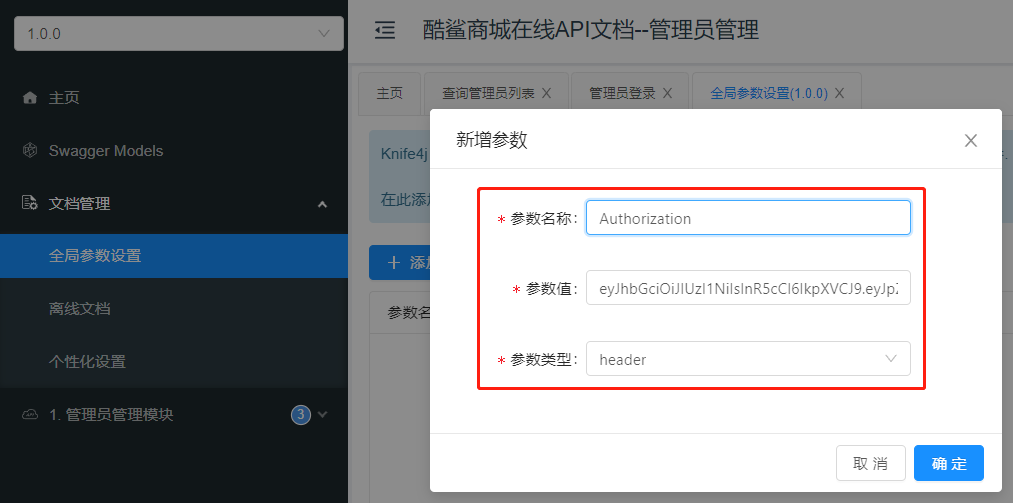 1.0.0
酷鲨商城在线API文档--管理员管理
主页
Swagger Models
文档管理
全局参数设置
离线文档
个性化设置
1. 管理员管理模块
3
主页
查询管理员列表
管理员登录
全局参数设置(1.0.0)
Knife4j
在此添
参数名
新增参数
* 参数名称:
Authorization
* 参数值:
eyJhbGciOiJIUzI1NiIsInR5cCI6IkpXVCJ9.eyJpZ
* 参数类型:
header
取 消
确 定